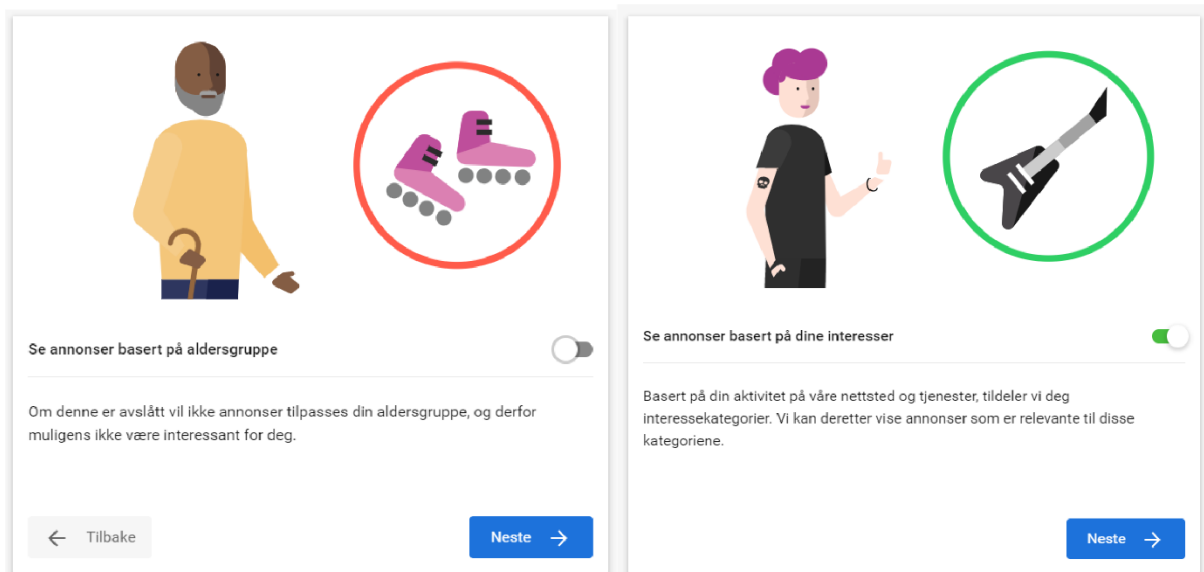 Se annonser basert på aldersgruppe
Om denne er avslått vil ikke annonser tilpasses din aldersgruppe, og derfor
muligens ikke være interessant for deg.
Tilbake
Neste
Se annonser basert på dine interesser
Basert på din aktivitet på våre nettsted og tjenester, tildeler vi deg
interessekategorier. Vi kan deretter vise annonser som er relevante til disse
kategoriene.
Neste